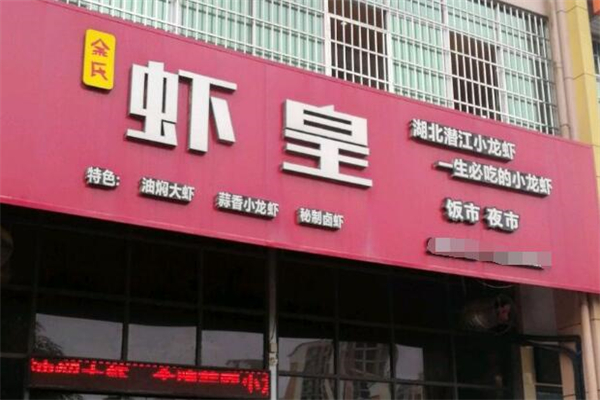 余氏
虾皇
湖北潜江小龙虾
一生必吃的小龙虾
饭市 夜市
特色: 油焖大虾 蒜香小龙虾 秘制卤虾